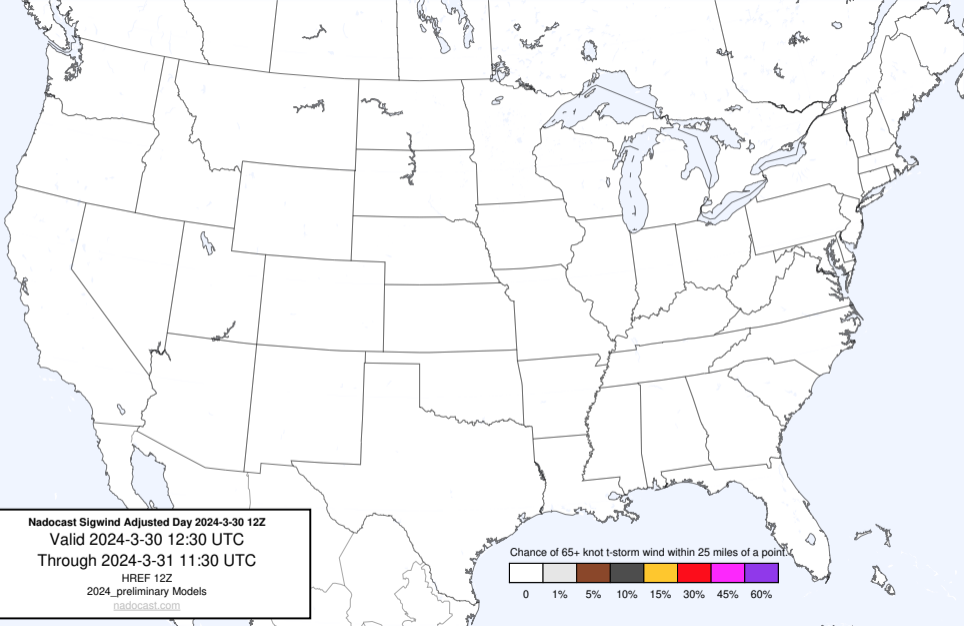 Nadocast Sigwind Adjusted Day 2024-3-30 12Z
Valid 2024-3-30 12:30 UTC
Through 2024-3-31 11:30 UTC
HREF 12Z
2024_preliminary Models
nadocast.com
Chance of 65+ knot t-storm wind within 25 miles of a point.
0 1% 5% 10% 15% 30% 45% 60%